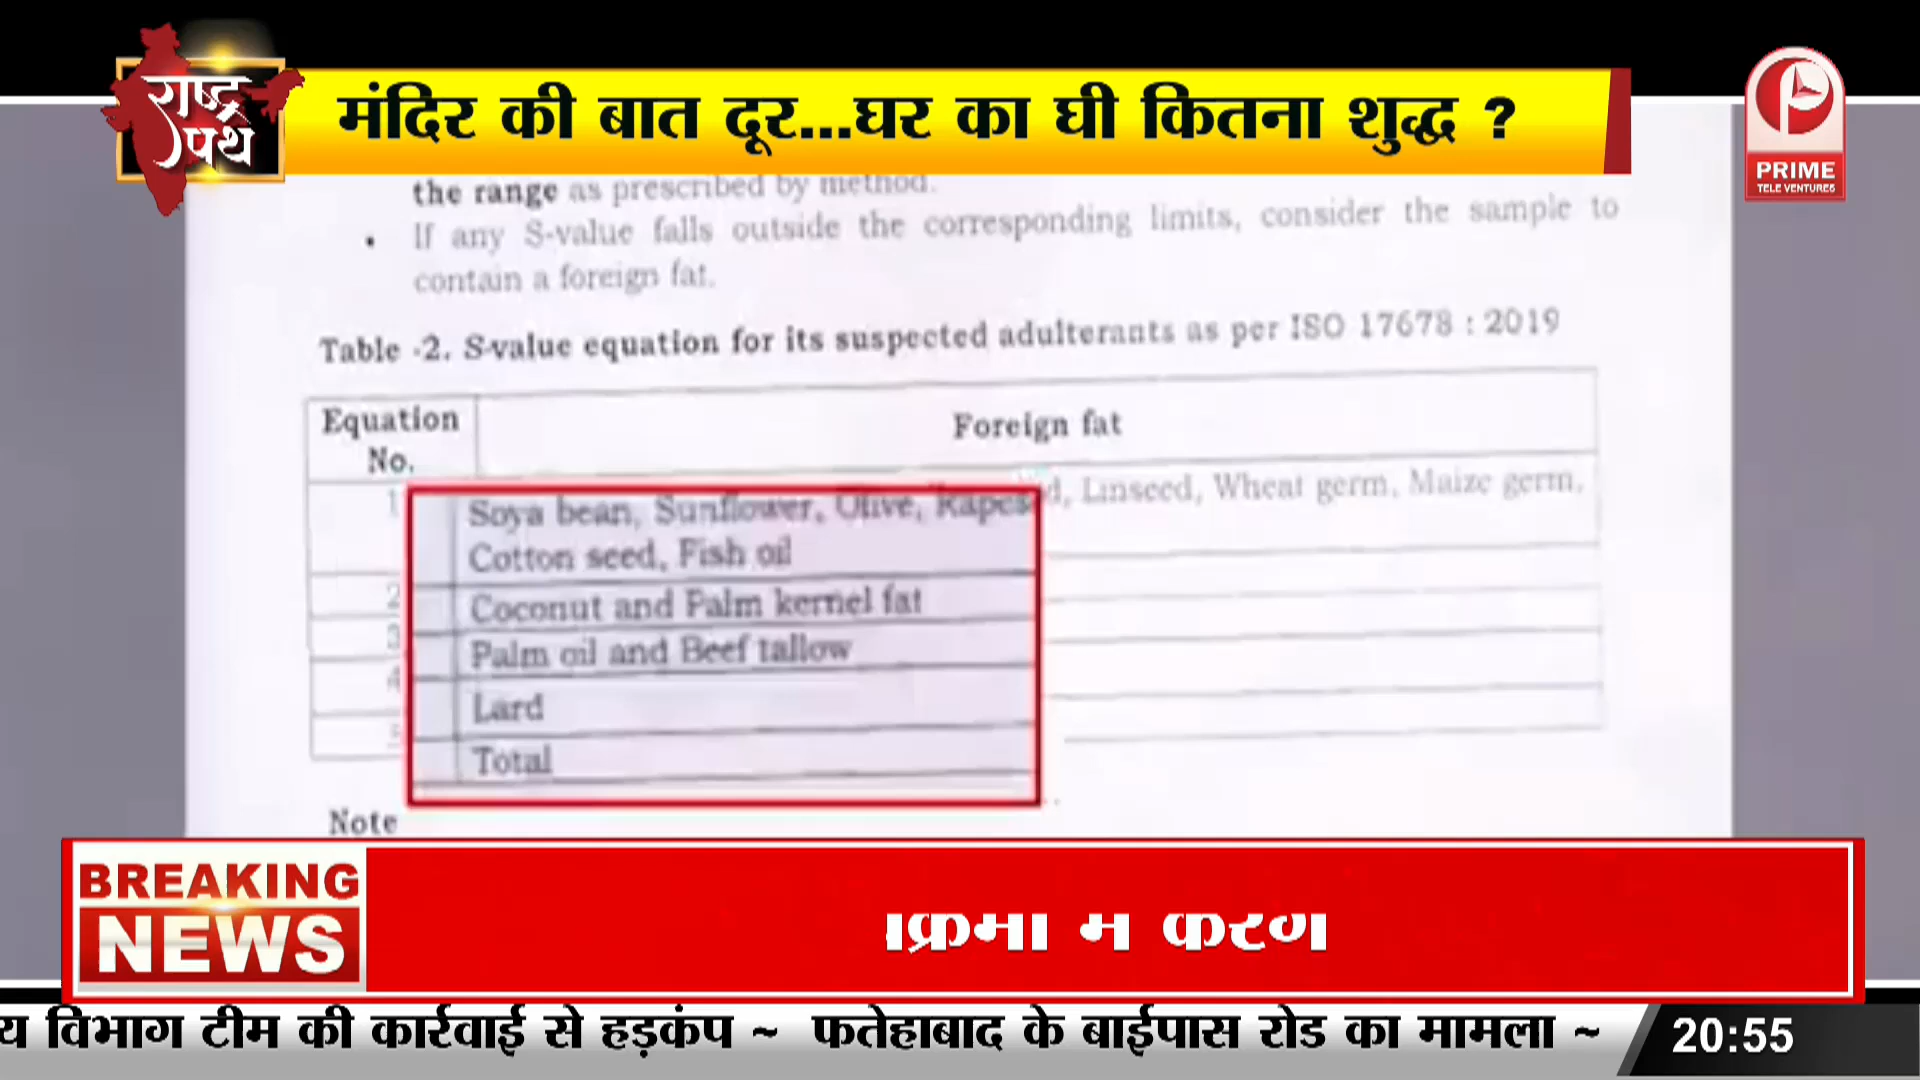 राष्ट्र
पथ
मंदिर की बात दूर...घर का घी कितना शुद्ध ?
PRIME
TELE VENTURES
the range as prescribed by method.
• If any S-value falls outside the corresponding limits, consider the sample to
contain a foreign fat.
Table -2. S-value equation for its suspected adulterants as per ISO 17678 : 2019
Equation No. Foreign fat
1 Soya bean, Sunflower, Olive, Linseed, Wheat germ, Maize germ,
Cotton seed, Fish oil
2 Coconut and Palm kernel fat
3 Palm oil and Beef tallow
4 Lard
5 Total
Note
BREAKING
NEWS
विभाग टीम की कार्रवाई से हड़कंप ~ फतेहाबाद के बाईपास रोड का मामला ~
20:55